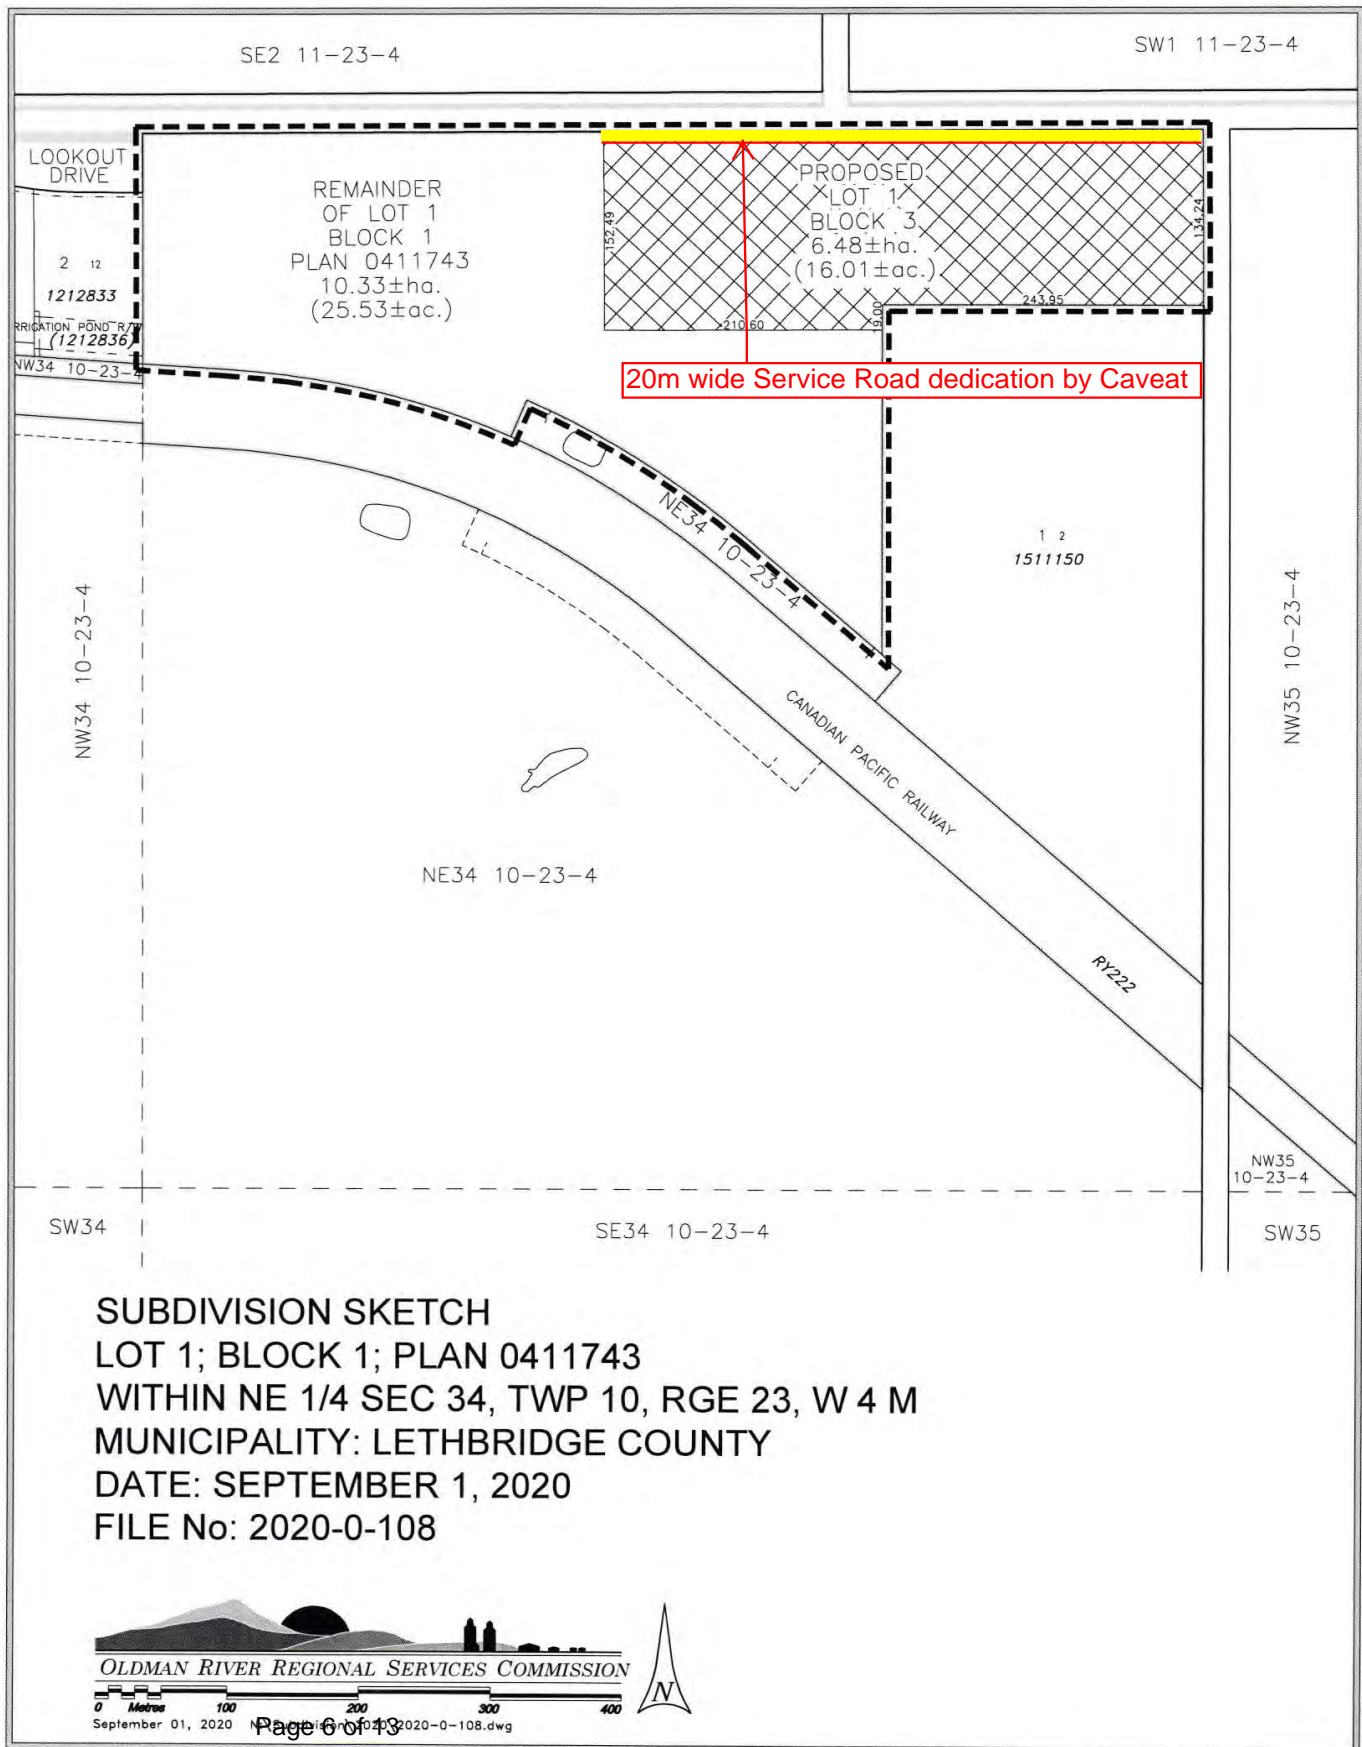 SE2 11-23-4
SW1 11-23-4
LOOKOUT
DRIVE
REMAINDER
OF LOT 1
BLOCK 1
PLAN 0411743
10.33±ha.
(25.53±ac.)
PROPOSED
LOT 1
BLOCK 3
6.48±ha.
(16.01±ac.)
152.49
134.24
2 12
1212833
RRIGATION POND R/
(1212836)
NW34 10-23-4
210.60
19.00
243.95
20m wide Service Road dedication by Caveat
NE34 10-23-4
1 2
1511150
NW34 10-23-4
NW35 10-23-4
CANADIAN PACIFIC RAILWAY
NE34 10-23-4
RY222
NW35
10-23-4
SW34
SE34 10-23-4
SW35
SUBDIVISION SKETCH
LOT 1; BLOCK 1; PLAN 0411743
WITHIN NE 1/4 SEC 34, TWP 10, RGE 23, W 4 M
MUNICIPALITY: LETHBRIDGE COUNTY
DATE: SEPTEMBER 1, 2020
FILE No: 2020-0-108
OLDMAN RIVER REGIONAL SERVICES COMMISSION
0 Metres 100 200 300 400
N
September 01, 2020 N:\Subdivision\2020\2020-0-108.dwg
Page 6 of 13